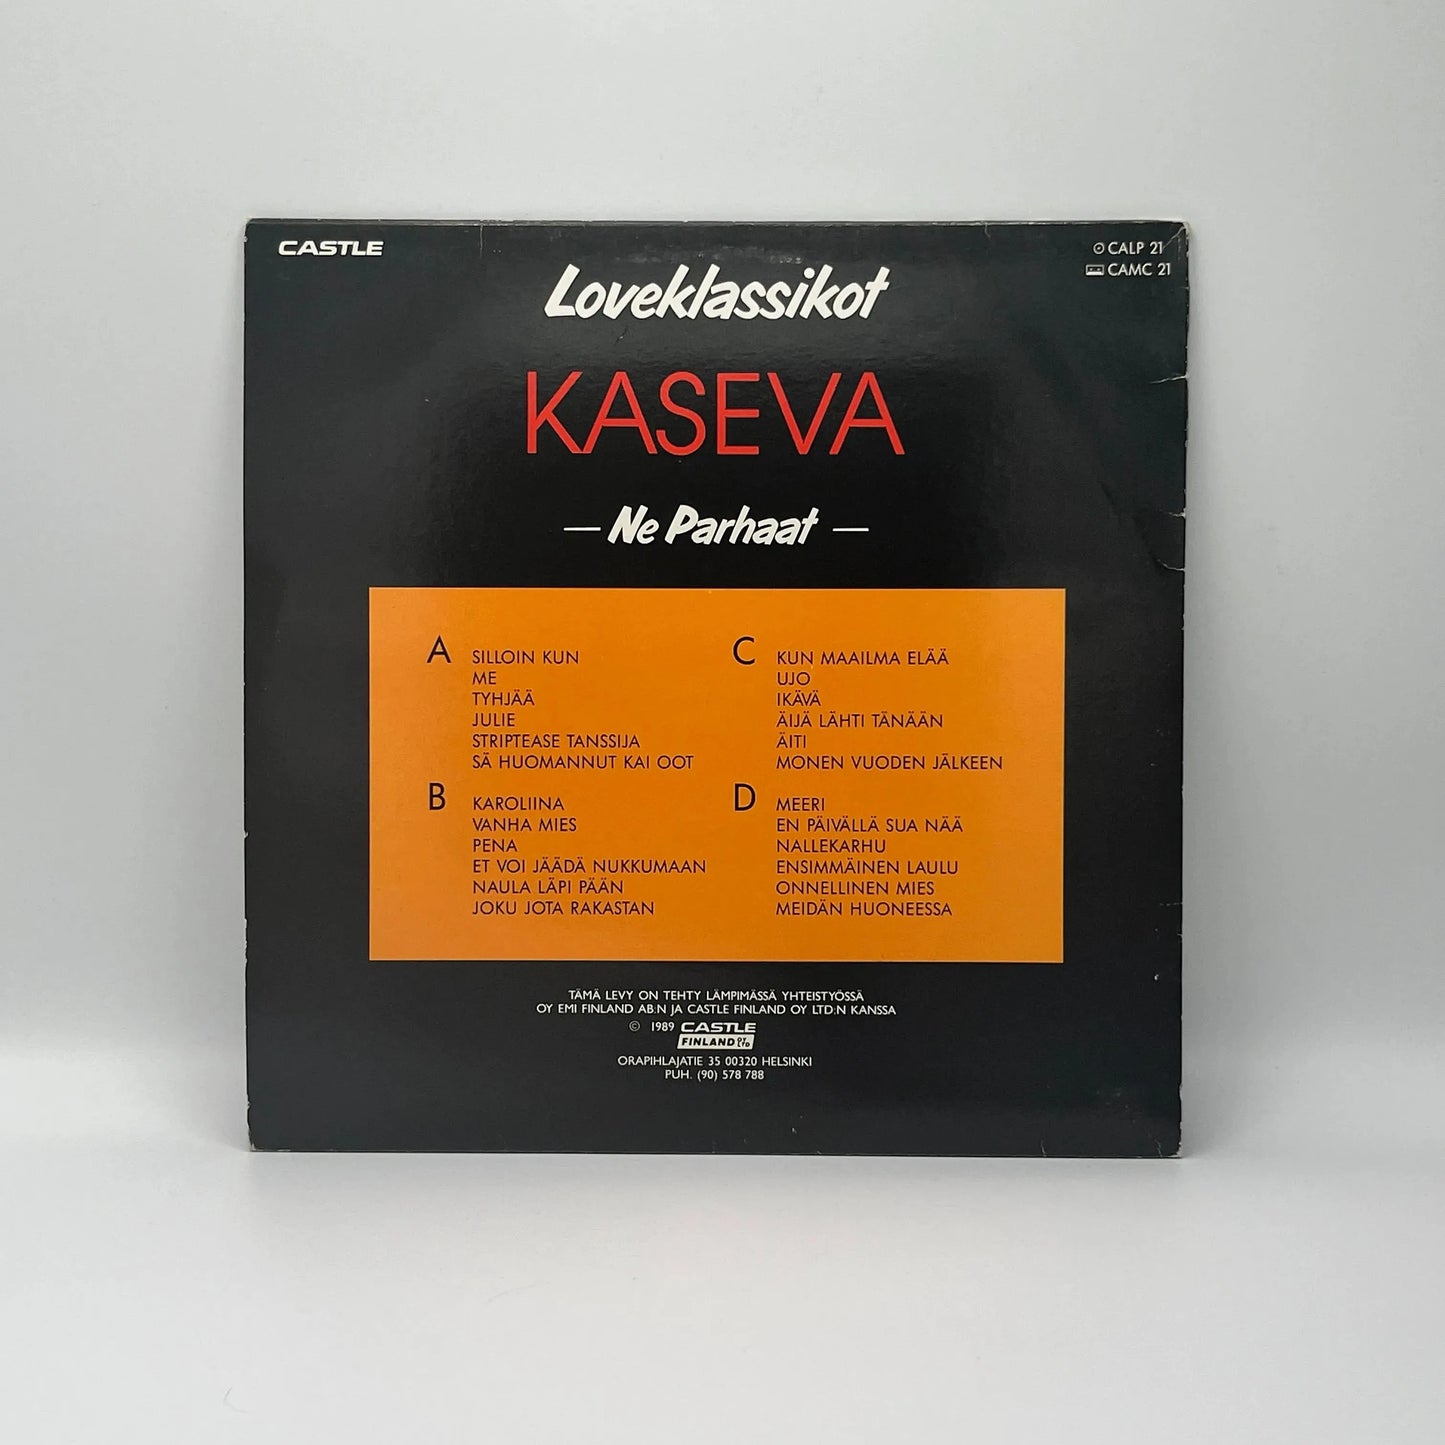 CASTLE
CALP 21
CAMC 21
Loveklassikot
KASEVA
— Ne Parhaat —
A
SILLOIN KUN
ME
TYHJÄÄ
JULIE
STRIPTEASE TANSSIJA
SÄ HUOMANNUT KAI OOT
B
KAROLIINA
VANHA MIES
PENA
ET VOI JÄÄDÄ NUKKUMAAN
NAULA LÄPI PÄÄN
JOKU JOTA RAKASTAN
C
KUN MAAILMA ELÄÄ
UJO
IKÄVÄ
ÄIJÄ LÄHTI TÄNÄÄN
ÄITI
MONEN VUODEN JÄLKEEN
D
MEERI
EN PÄIVÄLLÄ SUA NÄÄ
NALLEKARHU
ENSIMMÄINEN LAULU
ONNELLINEN MIES
MEIDÄN HUONEESSA
TÄMÄ LEVY ON TEHTY LÄMPIMÄSSÄ YHTEISTYÖSSÄ
OY EMI FINLAND AB:N JA CASTLE FINLAND OY LTD:N KANSSA
© 1989 CASTLE
FINLAND OY LTD
ORAPIHLAJATIE 35 00320 HELSINKI
PUH. (90) 578 788